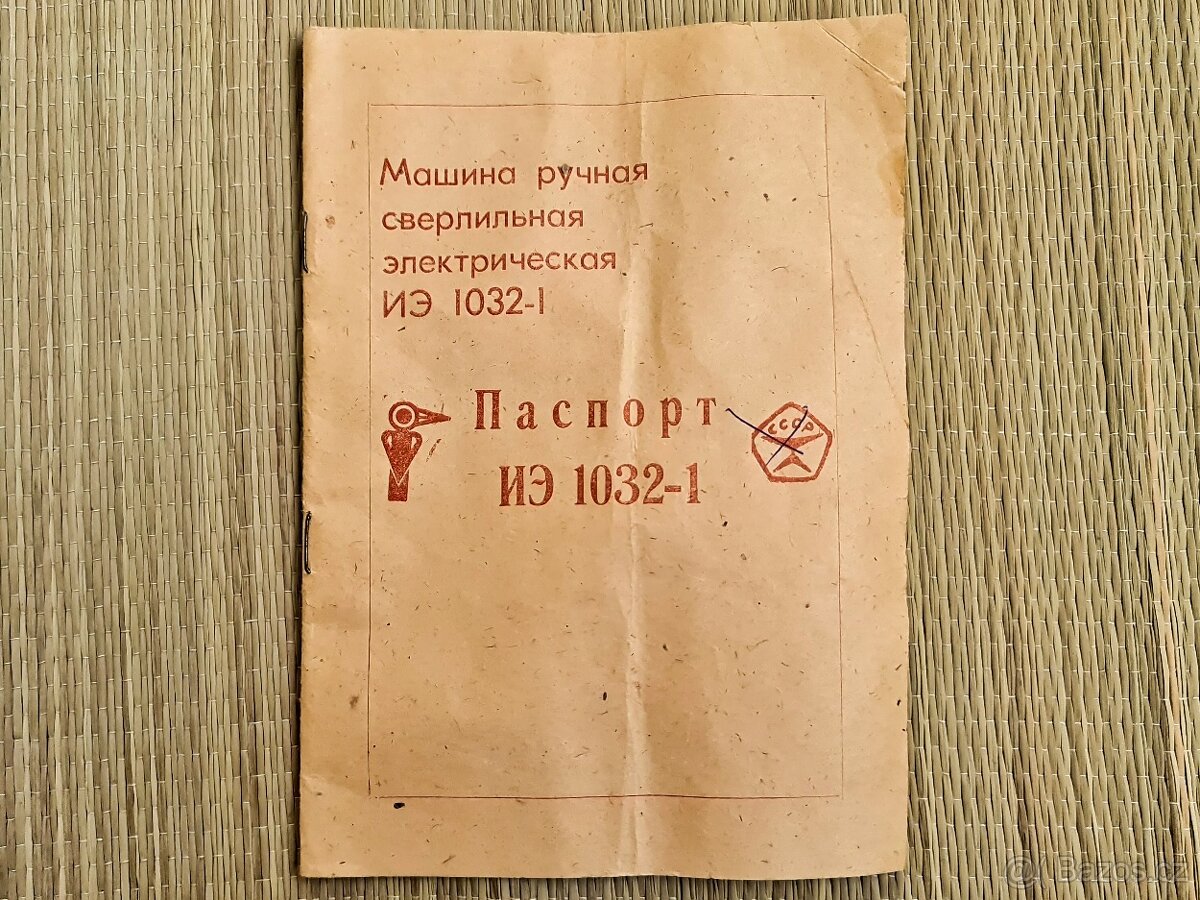 Машина ручная
сверлильная
электрическая
ИЭ 1032-1
Паспорт
СССР
ИЭ 1032-1
@ Bazos.cz